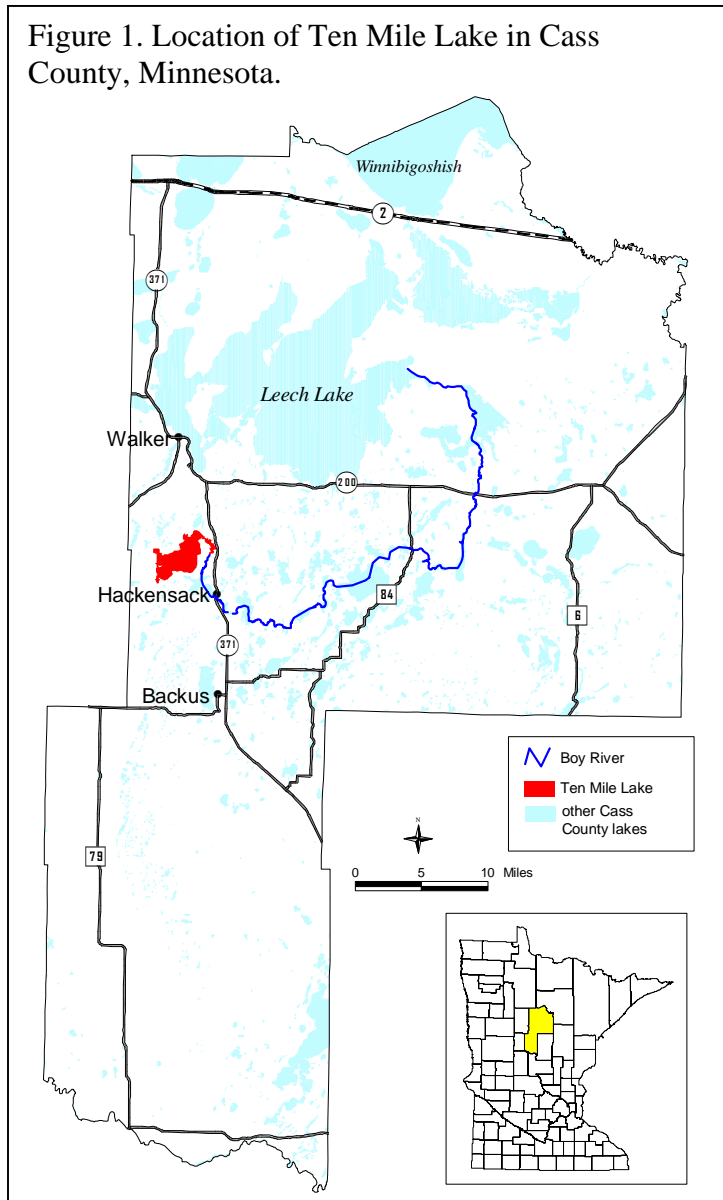 Figure 1. Location of Ten Mile Lake in Cass
County, Minnesota.
Winnibigoshish
2
371
Leech Lake
Walker
200
Hackensack
84
6
371
Backus
Boy River
Ten Mile Lake
other Cass
County lakes
N
79
0 5 10 Miles